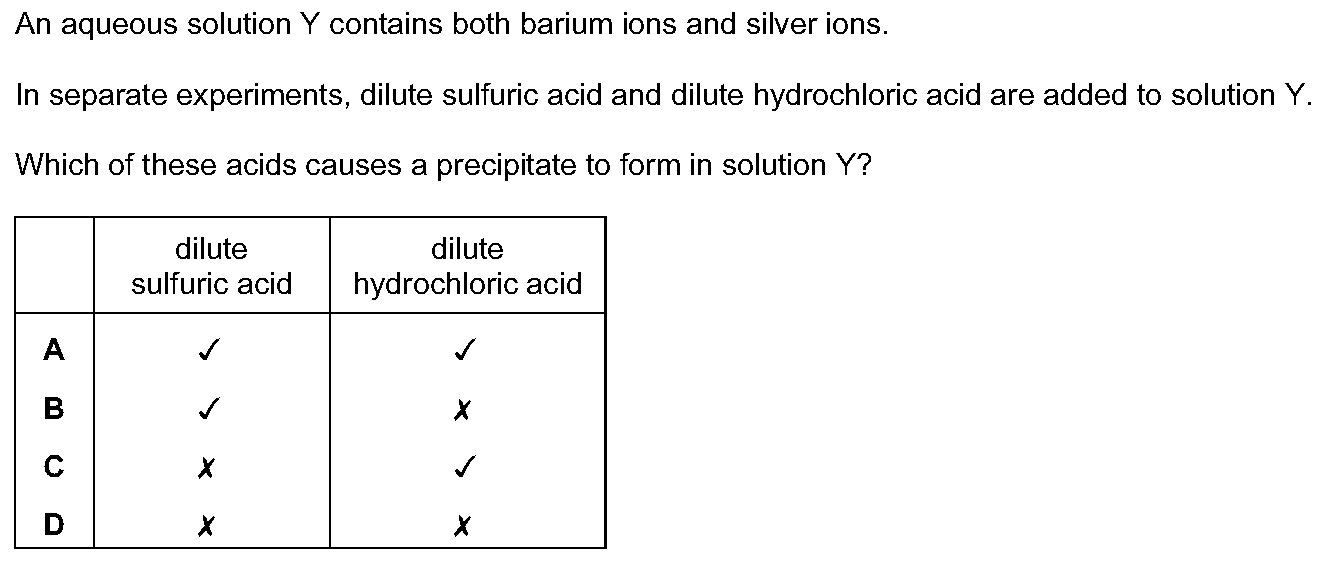 An aqueous solution Y contains both barium ions and silver ions.
In separate experiments, dilute sulfuric acid and dilute hydrochloric acid are added to solution Y.
Which of these acids causes a precipitate to form in solution Y?
dilute sulfuric acid dilute hydrochloric acid
A ✓ ✓
B ✓ ✗
C ✗ ✓
D ✗ ✗